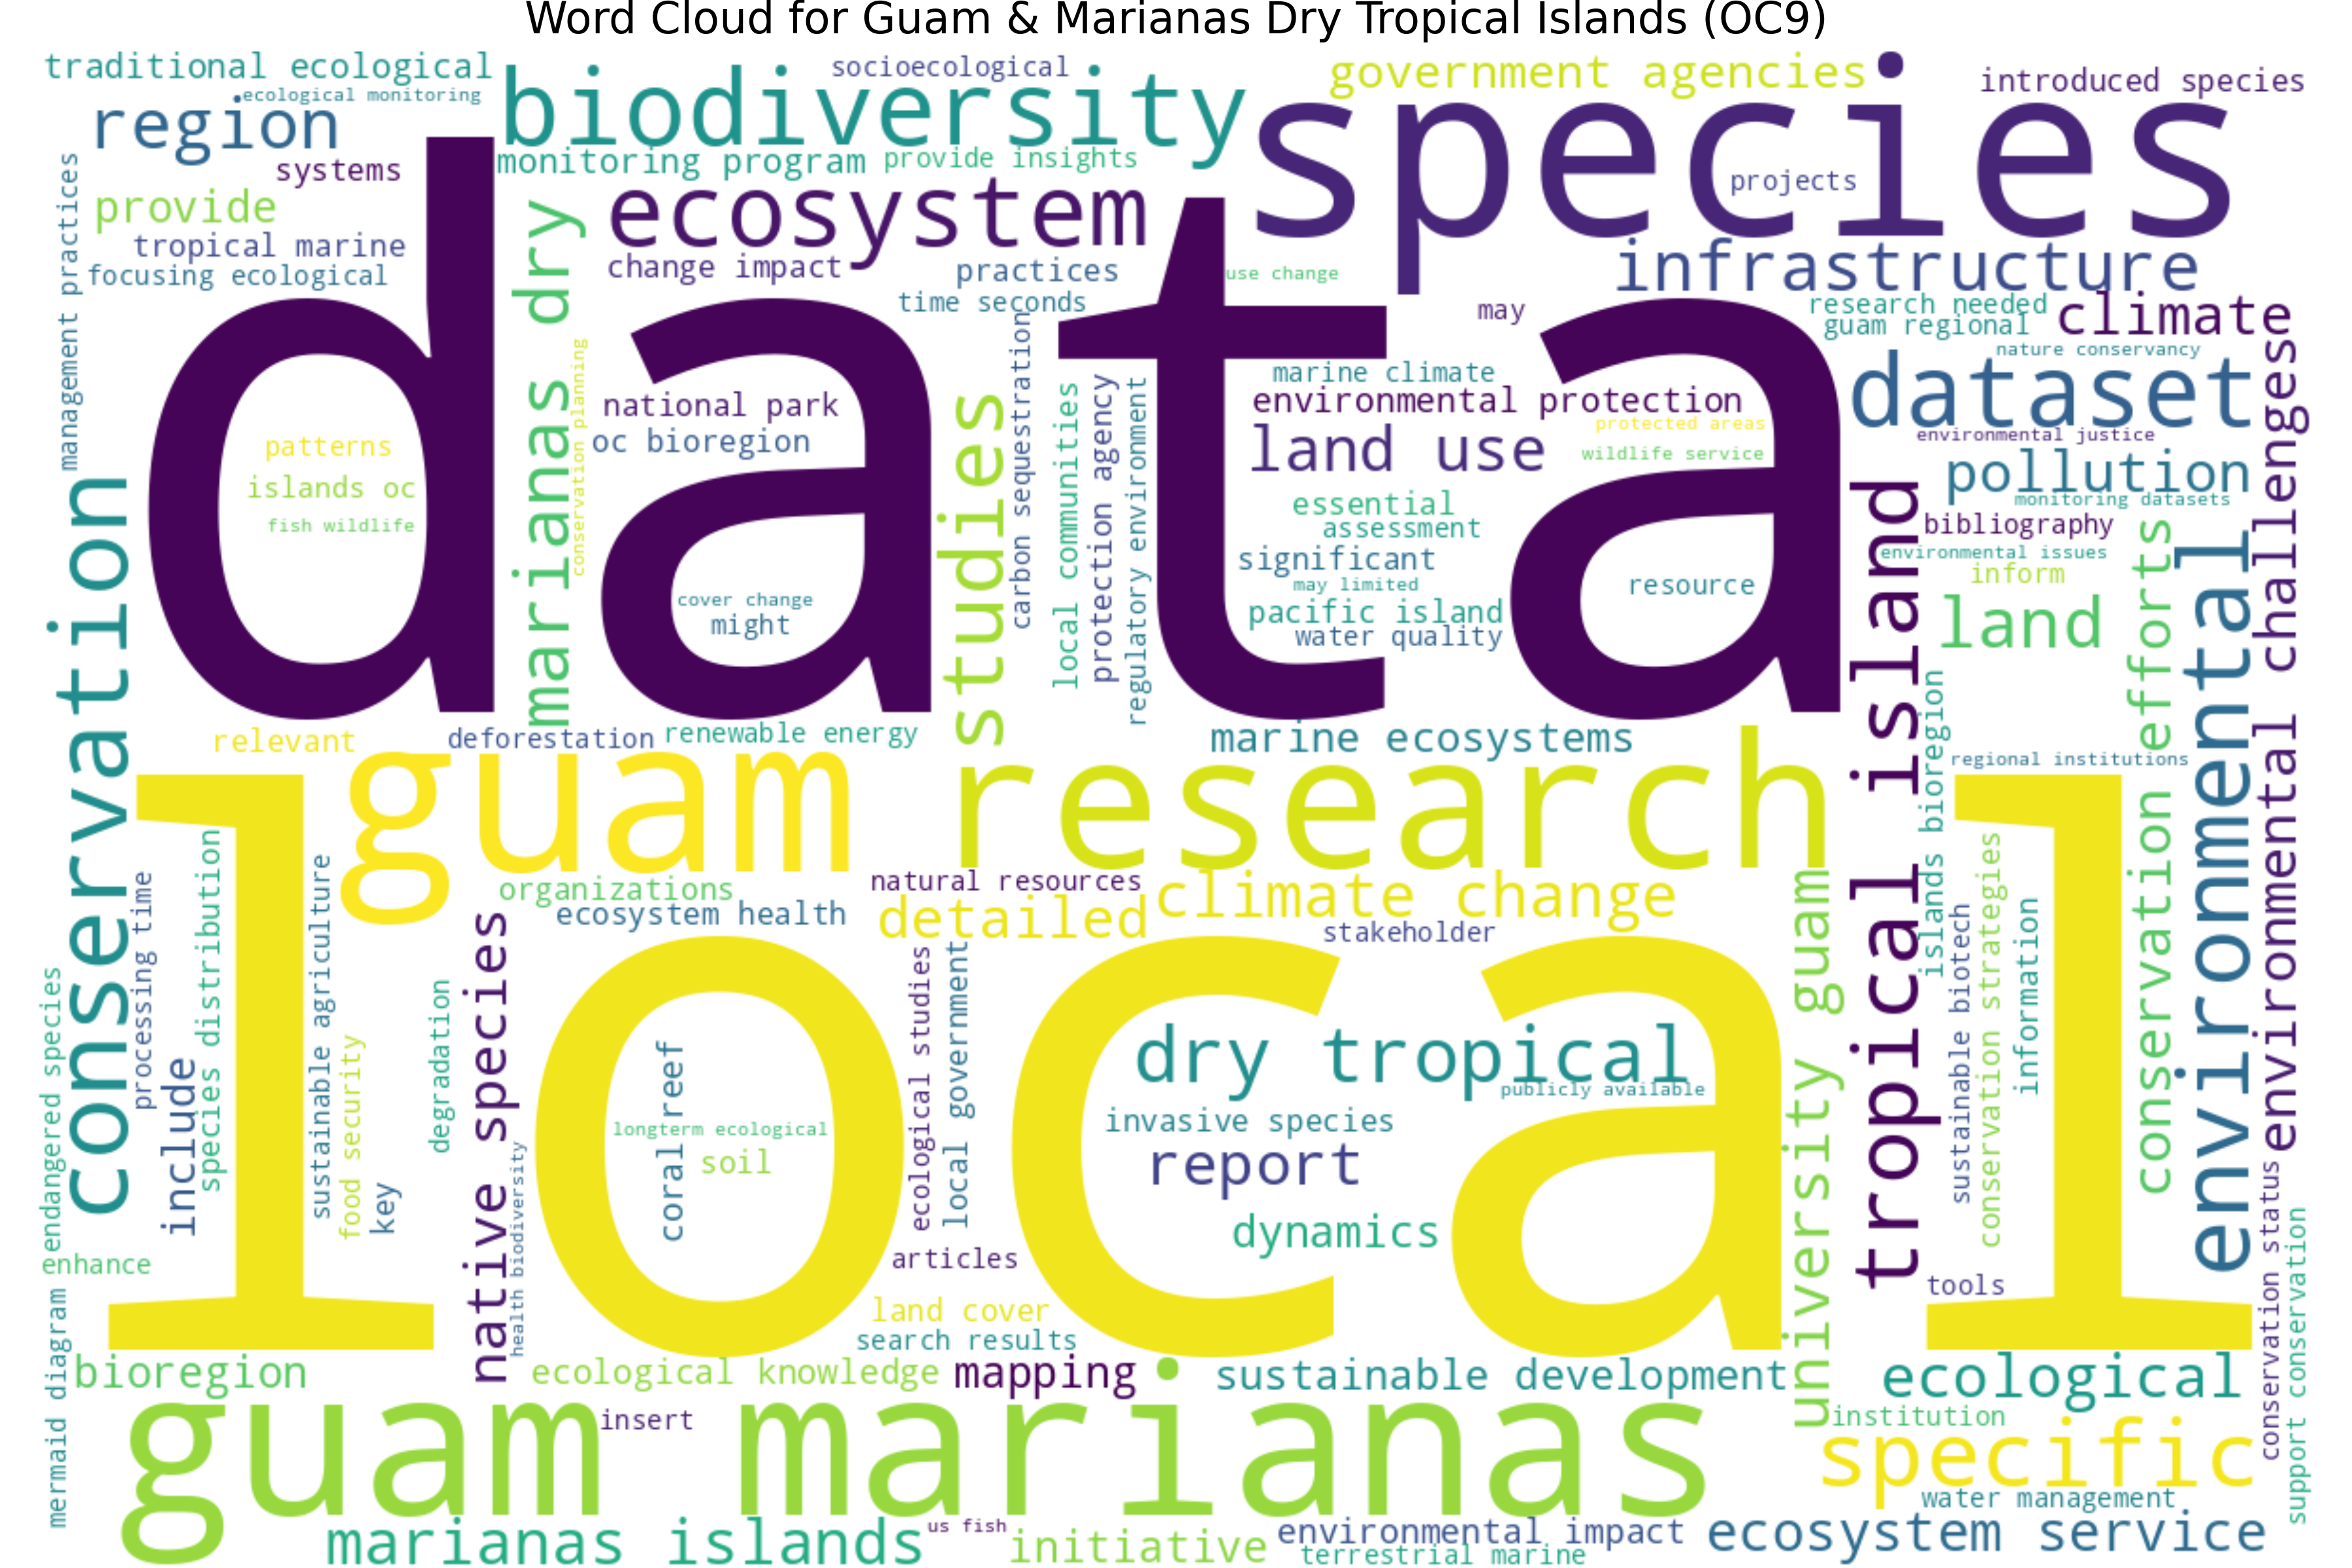 Word Cloud for Guam & Marianas Dry Tropical Islands (OC9)
traditional ecological
socioecological
government agencies
introduced species
ecological monitoring
biodiversity
species
region
monitoring program
provide insights
systems
projects
provide
ecosystem
tropical marine
infrastructure
focusing ecological
change impact
practices
use change
time seconds
may
research needed
climate
guam regional
nature conservancy
management practices
data
marianas dry
conservation planning
national park
oc bioregion
patterns
islands oc
fish wildlife
cover change
might
studies
carbon sequestration
local communities
protection agency
regulatory environment
marine climate
environmental protection
protected areas
land use
wildlife service
essential
assessment
significant
may limited
pacific island
water quality
resource
dataset
environmental justice
pollution
monitoring datasets
bibliography
environmental issues
inform
land
conservation
relevant
deforestation
renewable energy
marine ecosystems
tropical island
islands bioregion
regional institutions
conservation efforts
environmental
environmental challengese
guam
research
organizations
natural resources
climate change
ecosystem health
detailed
stakeholder
local
endangered species
processing time
include
species distribution
sustainable agriculture
food security
key
degradation
native species
health biodiversity
coral reef
longterm ecological
soil
ecological studies
local government
dry tropical
publicly available
invasive species
report
dynamics
university guam
sustainable biotech
conservation strategies
information
enhance
articles
tools
land cover
search results
mermaid diagram
bioregion
ecological knowledge
mapping
sustainable development
ecological
conservation status
support conservation
guam marianas
insert
institution
specific
water management
marianas islands
us fish
initiative
environmental impact
terrestrial marine
ecosystem service